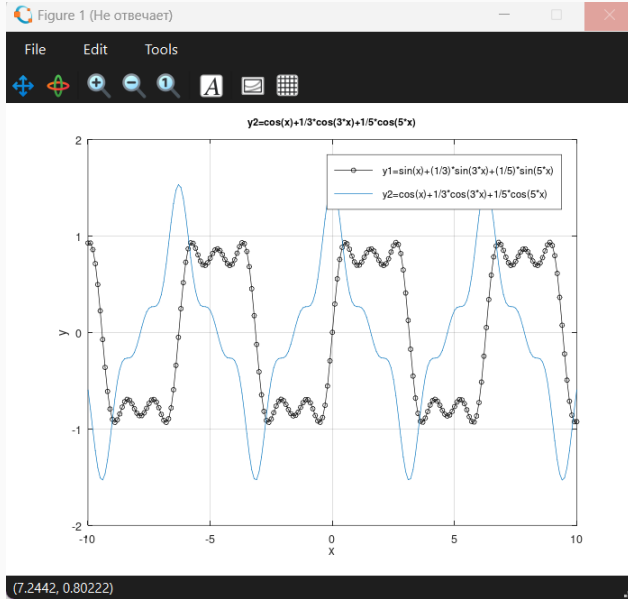 Figure 1 (Не отвечает)
File Edit Tools
y2=cos(x)+1/3*cos(3*x)+1/5*cos(5*x)
y1=sin(x)+(1/3)*sin(3*x)+(1/5)*sin(5*x)
y2=cos(x)+1/3*cos(3*x)+1/5*cos(5*x)
2
1
0
-1
-2
y
-10 -5 0 5 10
x
(7.2442, 0.80222)